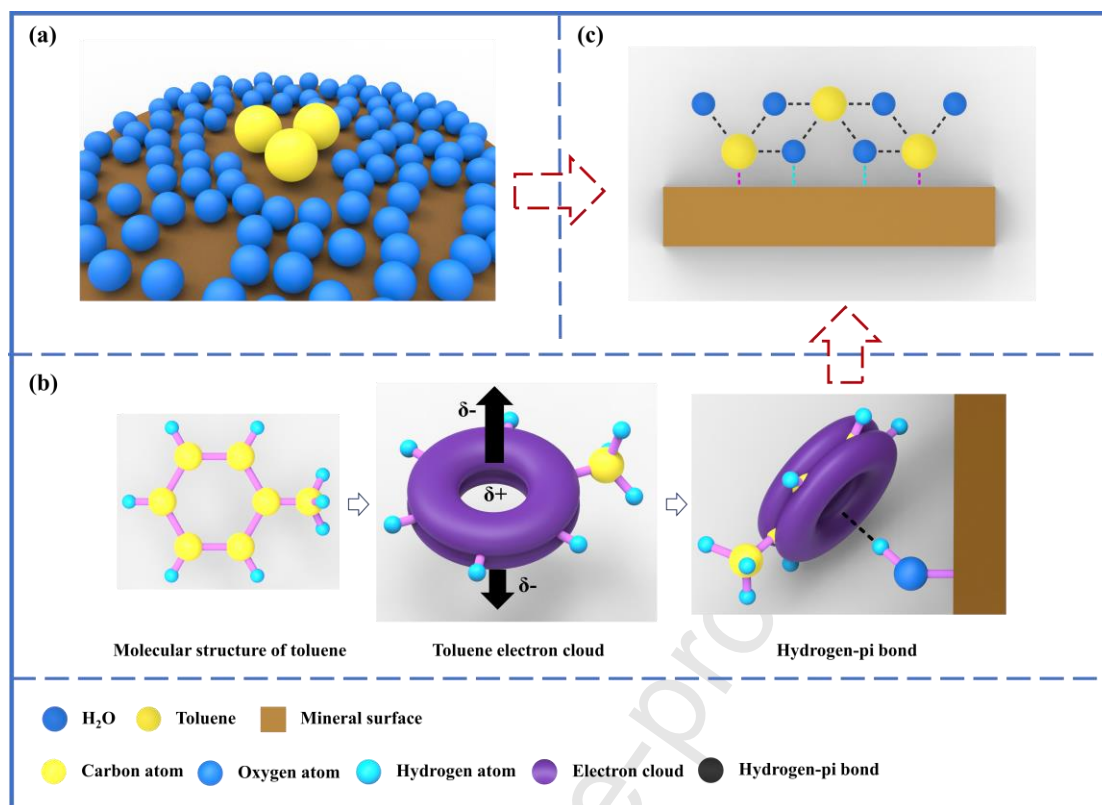 (a)
(c)
(b)
δ-
δ+
δ-
Molecular structure of toluene
Toluene electron cloud
Hydrogen-pi bond
H₂O
Toluene
Mineral surface
Carbon atom
Oxygen atom
Hydrogen atom
Electron cloud
Hydrogen-pi bond